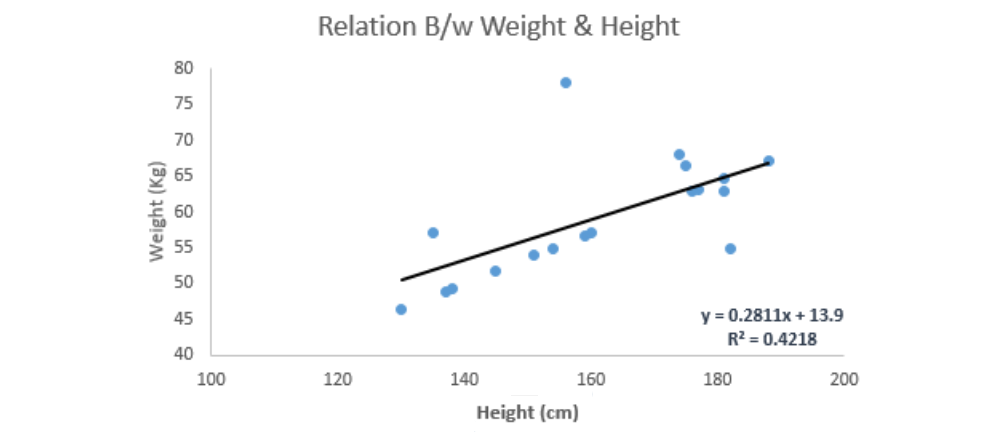 Relation B/w Weight & Height
80
75
70
65
60
55
50
45
40
Weight (Kg)
y = 0.2811x + 13.9
R² = 0.4218
100 120 140 160 180 200
Height (cm)